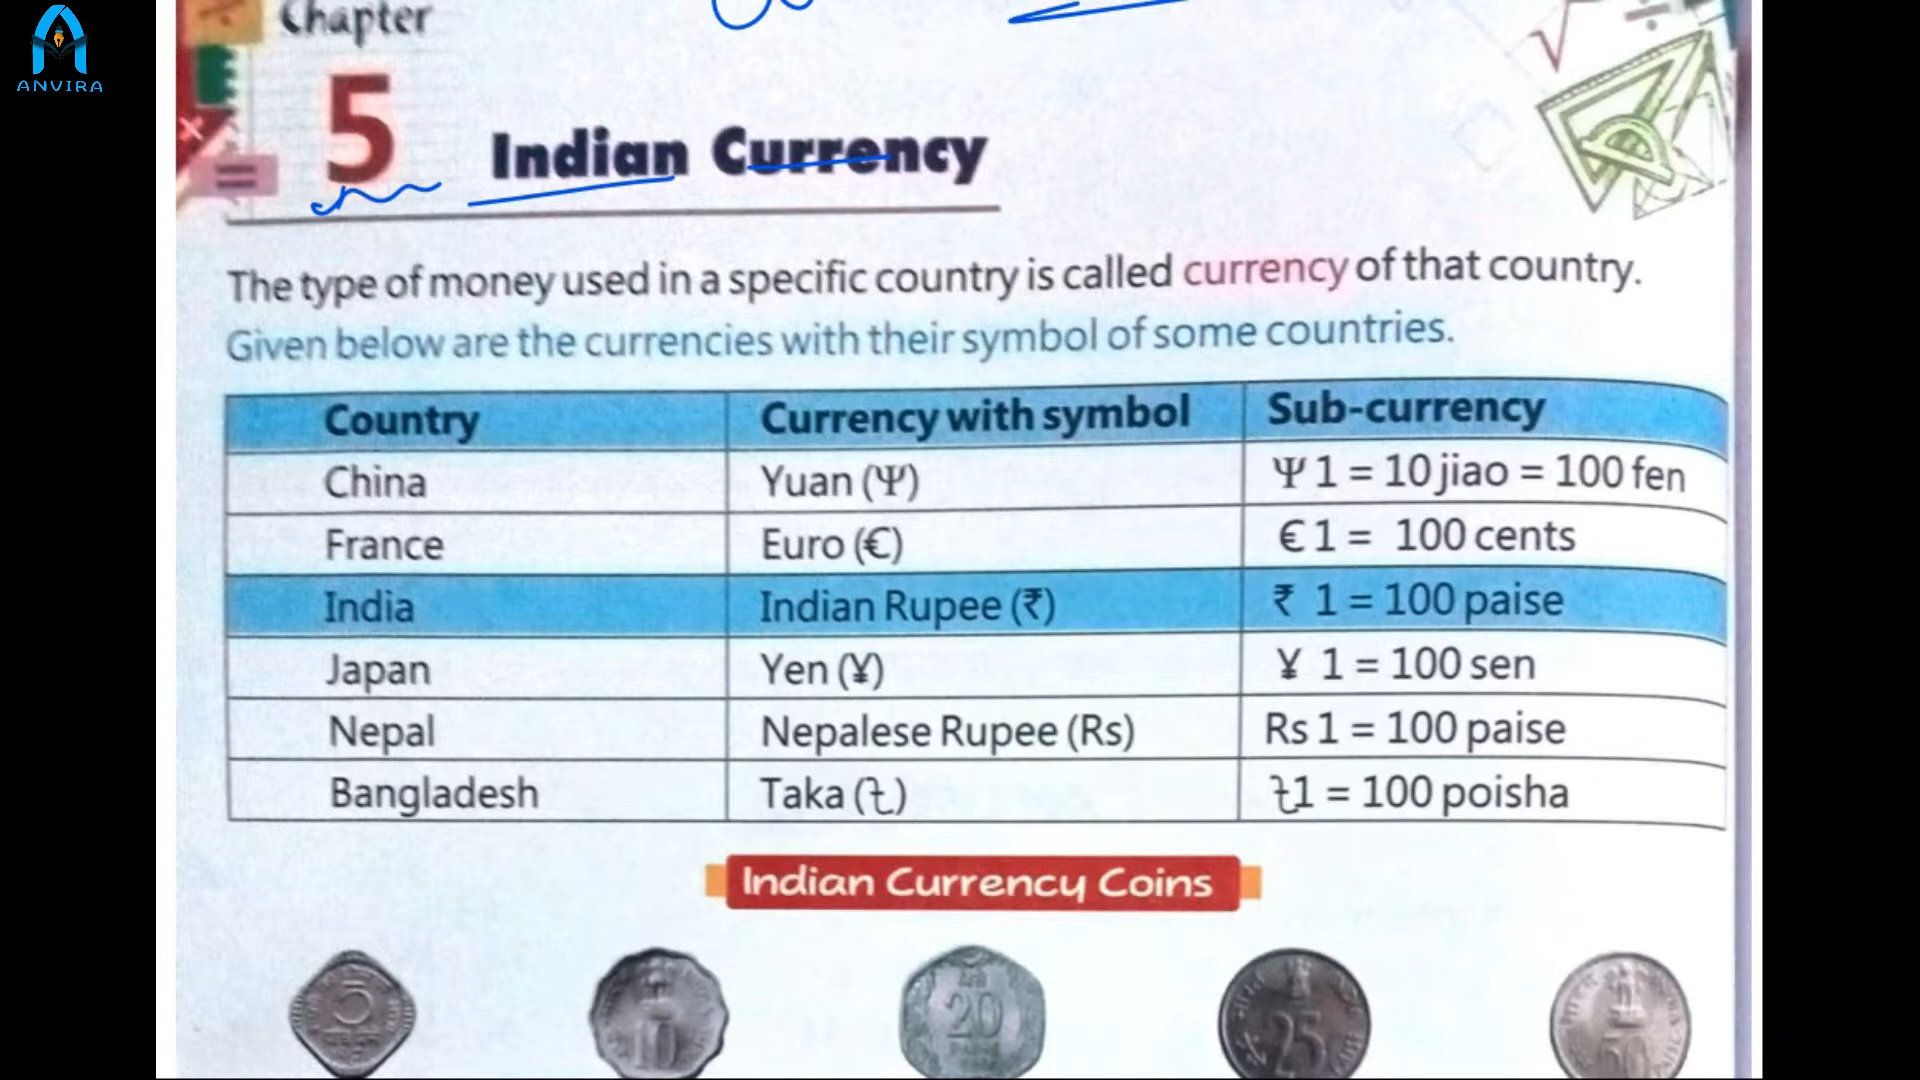 ANVIRA
Chapter
5
Indian Currency
The type of money used in a specific country is called currency of that country.
Given below are the currencies with their symbol of some countries.
Country Currency with symbol Sub-currency
China Yuan (Ψ) Ψ 1 = 10 jiao = 100 fen
France Euro (€) € 1 = 100 cents
India Indian Rupee (₹) ₹ 1 = 100 paise
Japan Yen (¥) ¥ 1 = 100 sen
Nepal Nepalese Rupee (Rs) Rs 1 = 100 paise
Bangladesh Taka (ʈ) ʈ1 = 100 poisha
Indian Currency Coins
5 10 20 25 50